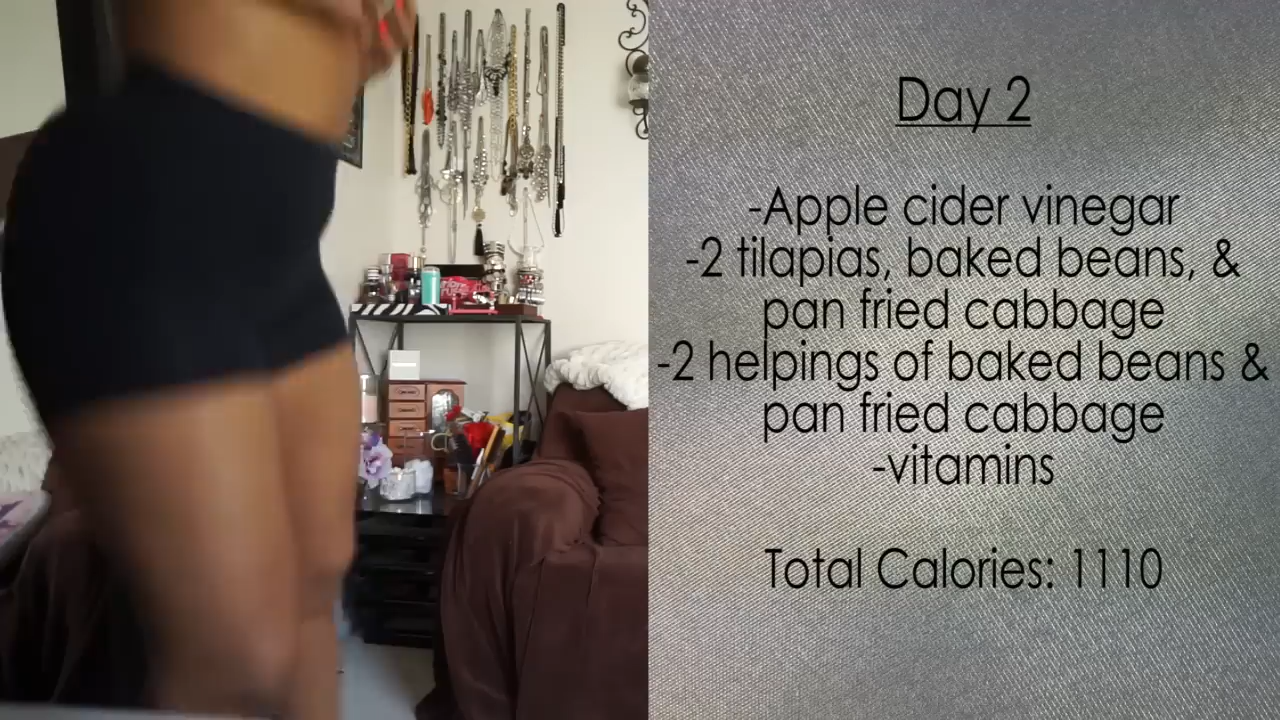 Day 2
-Apple cider vinegar
-2 tilapias, baked beans, &
pan fried cabbage
-2 helpings of baked beans &
pan fried cabbage
-vitamins
Total Calories: 1110